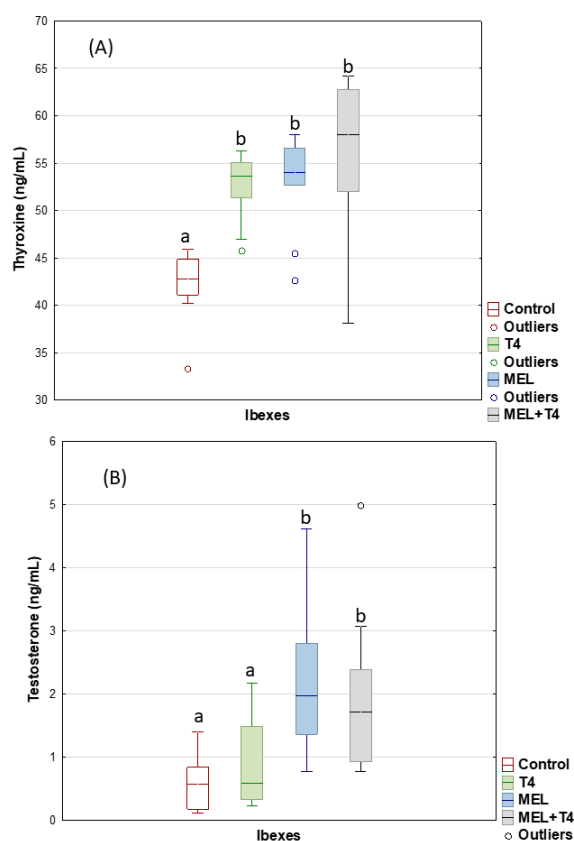 (A)
Thyroxine (ng/mL)
70
65
60
55
50
45
40
35
30
a
b
b
b
Ibexes
Control
Outliers
T4
Outliers
MEL
Outliers
MEL+T4
(B)
Testosterone (ng/mL)
6
5
4
3
2
1
0
a
a
b
b
Ibexes
Control
T4
MEL
MEL+T4
Outliers